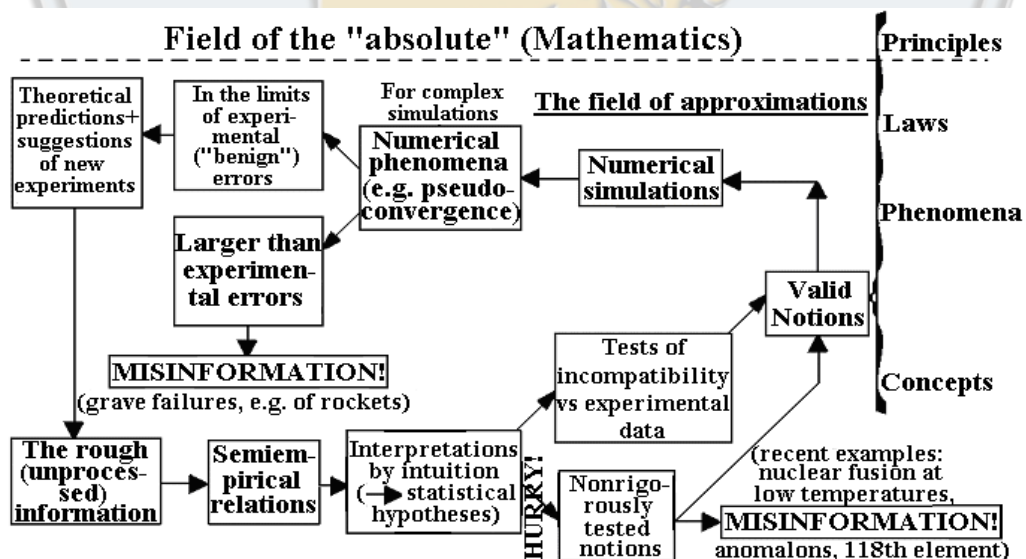 Field of the "absolute" (Mathematics)
Principles
Theoretical
predictions+
suggestions
of new
experiments
In the limits
of experi-
mental
("benign")
errors
For complex
simulations
Numerical
phenomena
(e.g. pseudo-
convergence)
The field of approximations
Numerical
simulations
Laws
Phenomena
Larger than
experimen-
tal errors
Valid
Notions
MISINFORMATION!
(grave failures, e.g. of rockets)
Tests of
incompatibility
vs experimental
data
Concepts
The rough
(unproces-
sed)
information
Semiem-
pirical
relations
Interpretations
by intuition
( statistical
hypotheses)
HURRY!
Nonrigo-
rously
tested
notions
(recent examples:
nuclear fusion at
low temperatures,
MISINFORMATION!
anomalons, 118th element)